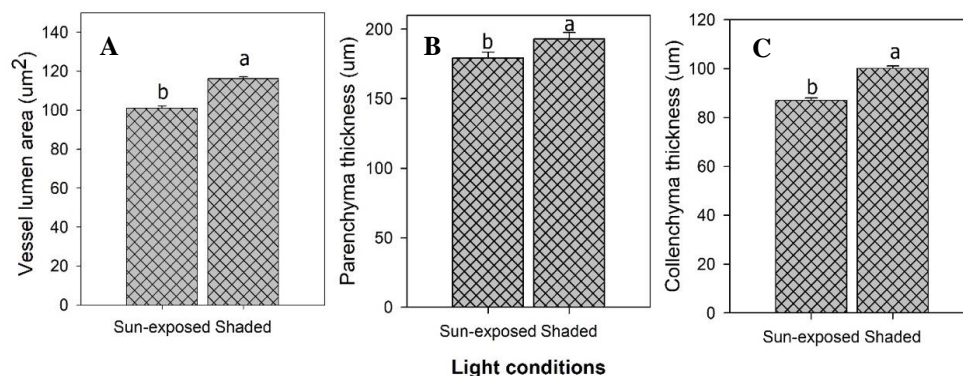 A
Vessel lumen area (um²)
140
120
100
80
60
40
20
0
b
a
Sun-exposed Shaded
B
Parenchyma thickness (um)
200
150
100
50
0
b
a
Sun-exposed Shaded
C
Collenchyma thickness (um)
120
100
80
60
40
20
0
b
a
Sun-exposed Shaded
Light conditions